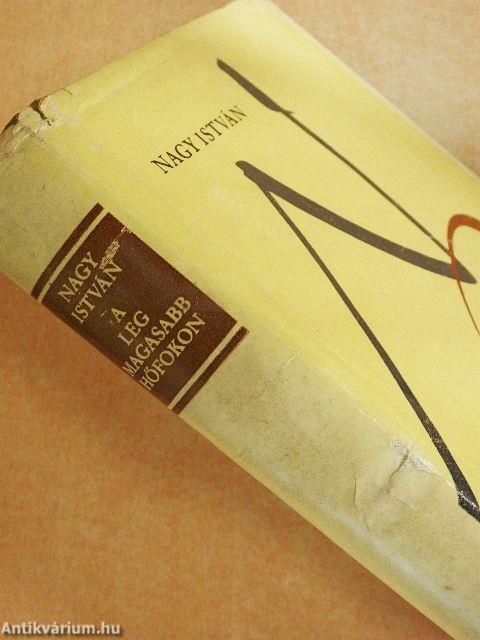 NAGY ISTVÁN
NAGY
ISTVÁN
A
LEG
MAGASABB
HŐFOKON
Antikvárium.hu